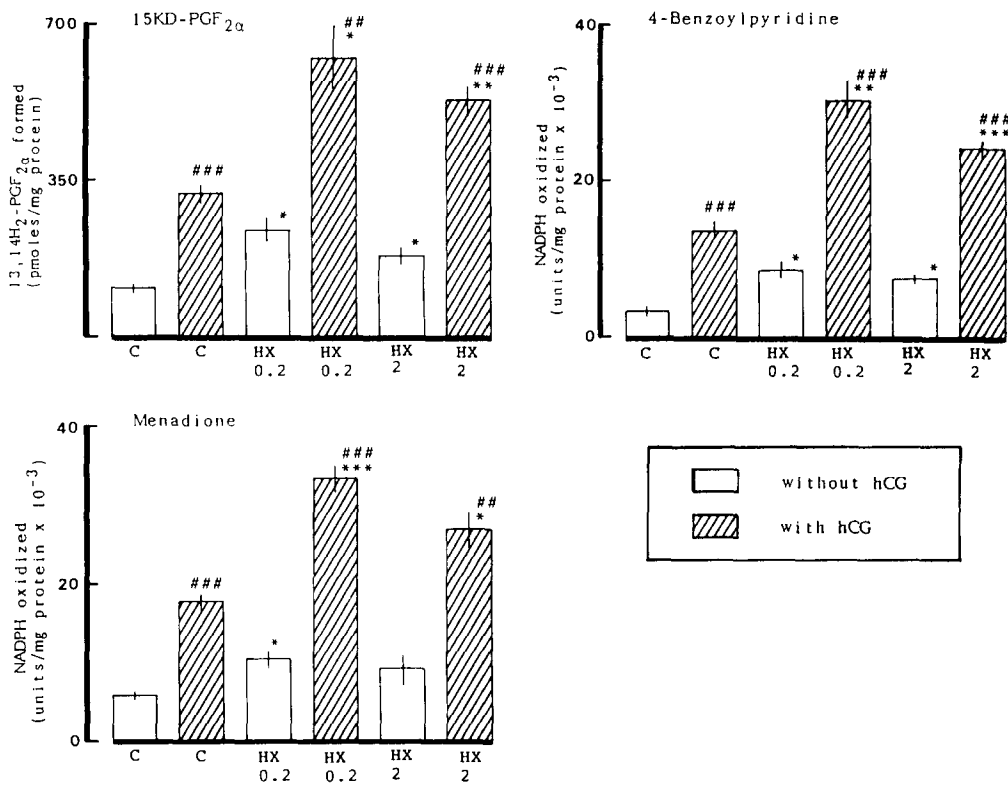 15KD-PGF2α
13,14H2-PGF2α formed
(pmoles/mg protein)
700
350
0
###
*
##
*
*
###
**
C
C
HX
0.2
HX
0.2
HX
2
HX
2
4-Benzoylpyridine
NADPH oxidized
(units/mg protein x 10-3)
40
20
0
###
*
###
**
*
###
***
C
C
HX
0.2
HX
0.2
HX
2
HX
2
Menadione
NADPH oxidized
(units/mg protein x 10-3)
40
20
0
###
*
###
***
##
*
C
C
HX
0.2
HX
0.2
HX
2
HX
2
without hCG
with hCG